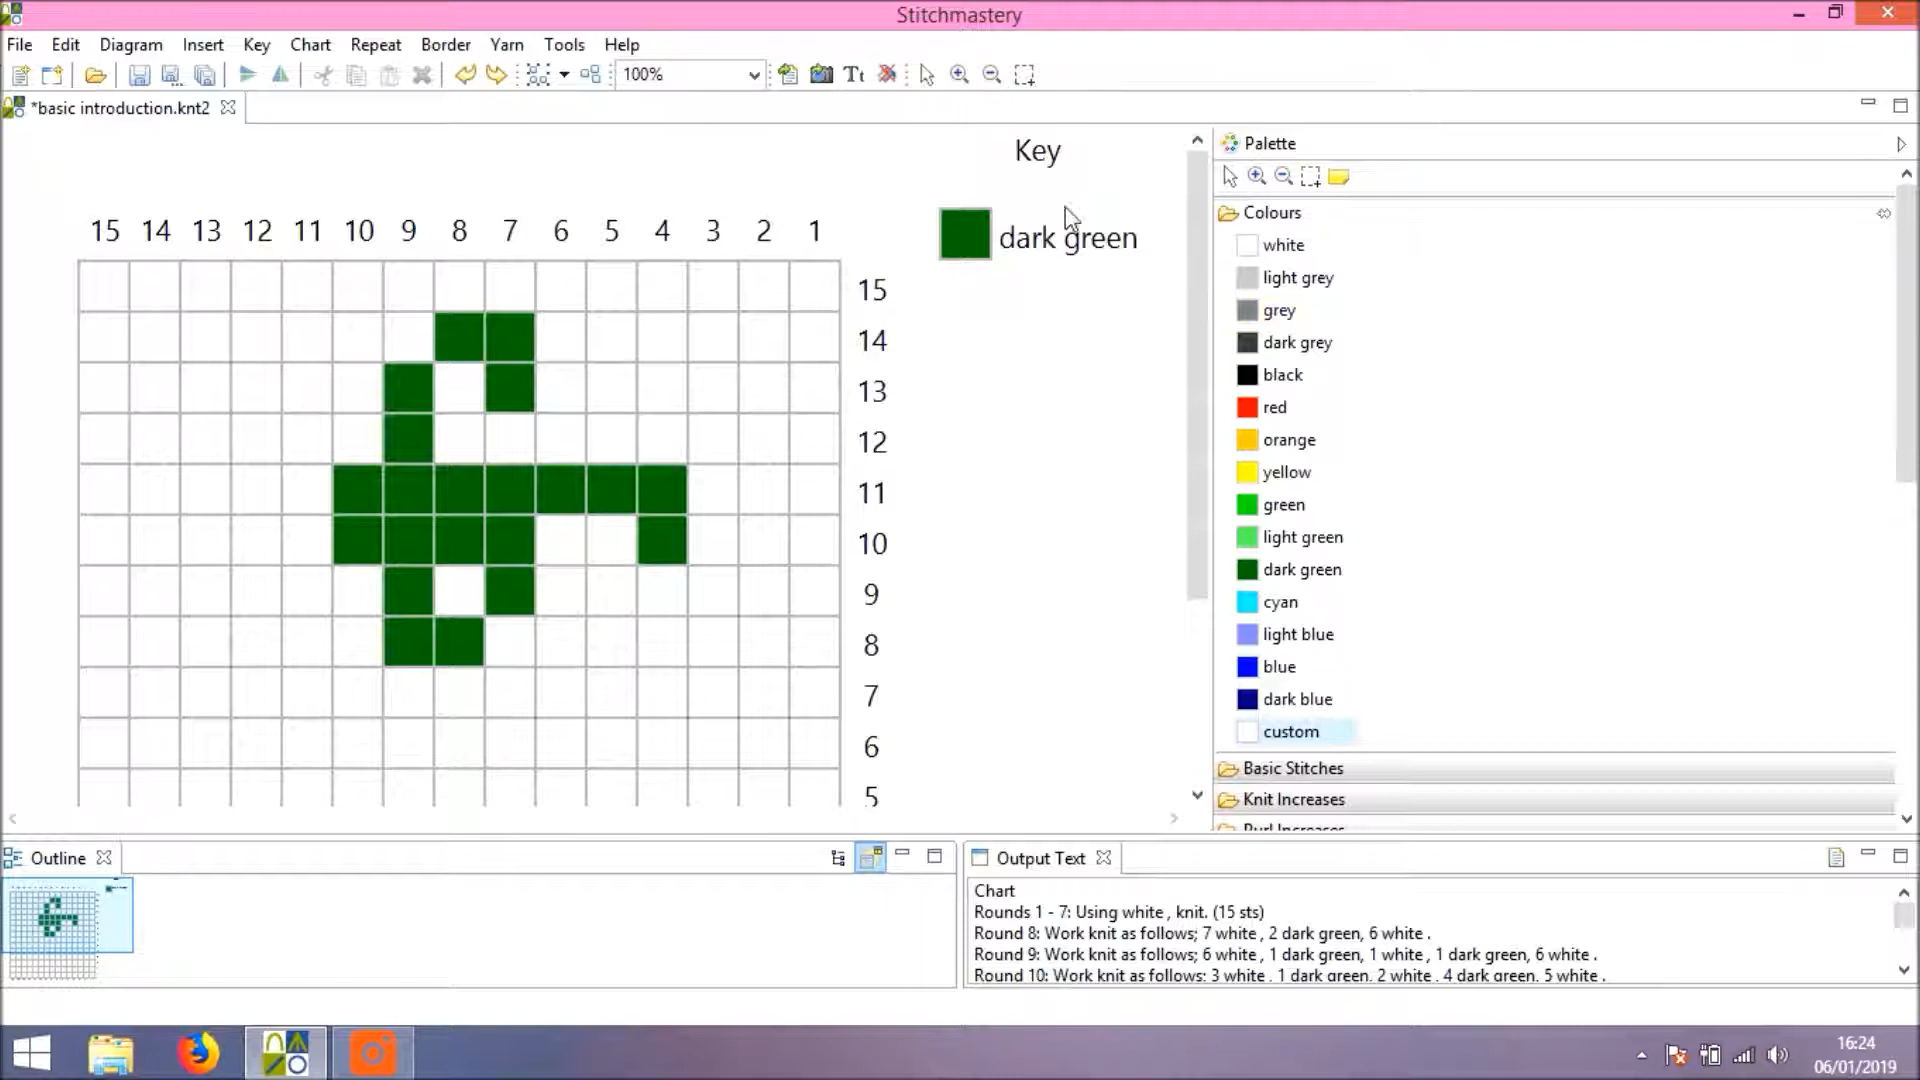 Stitchmastery
File Edit Diagram Insert Key Chart Repeat Border Yarn Tools Help
100% Tt
*basic introduction.knt2
Key
dark green
15 14 13 12 11 10 9 8 7 6 5 4 3 2 1
15
14
13
12
11
10
9
8
7
6
5
Palette
Colours
white
light grey
grey
dark grey
black
red
orange
yellow
green
light green
dark green
cyan
light blue
blue
dark blue
custom
Basic Stitches
Knit Increases
Purl Increases
Outline
Output Text
Chart
Rounds 1 - 7: Using white , knit. (15 sts)
Round 8: Work knit as follows; 7 white , 2 dark green, 6 white .
Round 9: Work knit as follows; 6 white , 1 dark green, 1 white , 1 dark green, 6 white .
Round 10: Work knit as follows; 3 white , 1 dark green, 2 white , 4 dark green, 5 white .
16:24
06/01/2019